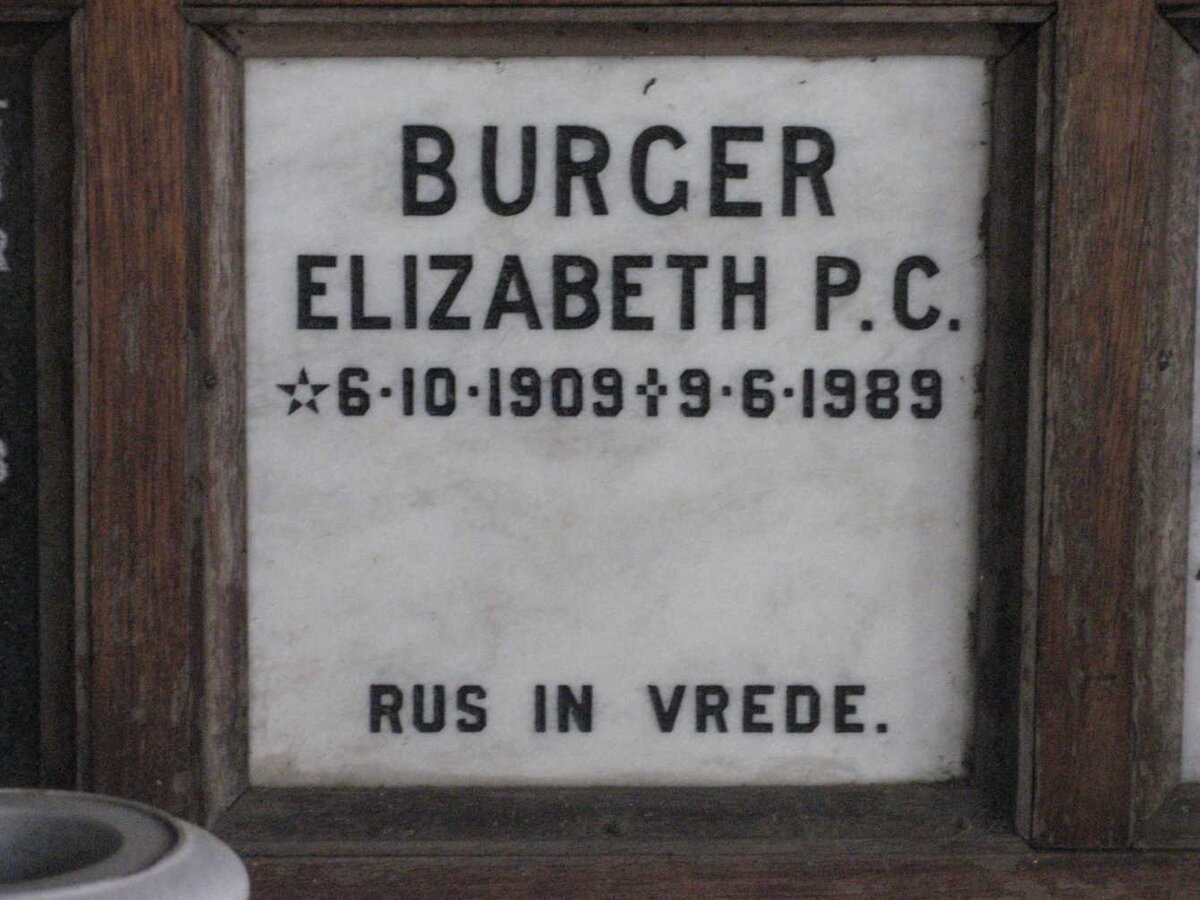 BURGER
ELIZABETH P.C.
☆6·10·1909✝9·6·1989
RUS IN VREDE.